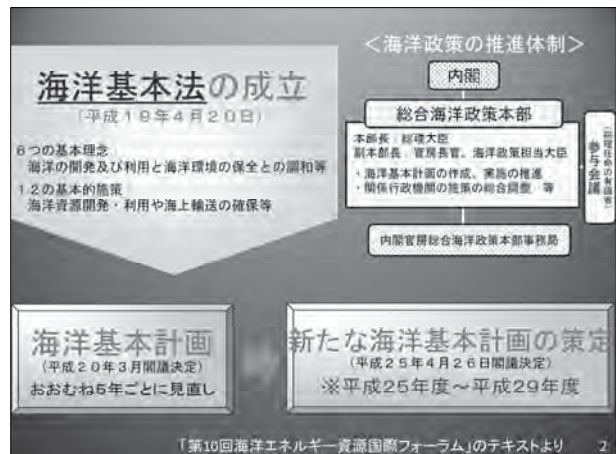 海洋基本法の成立
(平成19年4月20日)
6つの基本理念
海洋の開発及び利用と海洋環境の保全との調和等
12の基本的施策
海洋資源開発・利用や海上輸送の確保等
＜海洋政策の推進体制＞
内閣
総合海洋政策本部
本部長:総理大臣
副本部長:官房長官、海洋政策担当大臣
・海洋基本計画の作成、実施の推進
・関係行政機関の施策の総合調整 等
参与会議
内閣官房総合海洋政策本部事務局
海洋基本計画
(平成20年3月閣議決定)
おおむね5年ごとに見直し
新たな海洋基本計画の策定
(平成25年4月26日閣議決定)
※平成25年度～平成29年度
「第10回海洋エネルギー資源国際フォーラム」のテキストより 2